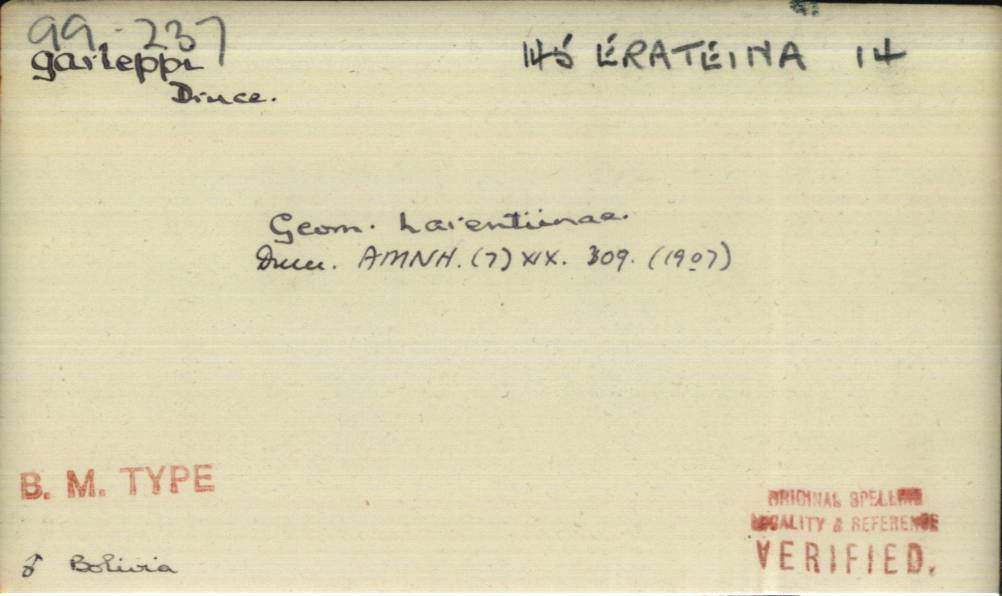 99-237
garleppi
145 ERATEINA 14
Druce.
Geom. Larentiinae.
Druce. AMNH. (7) XIX. 309. (1907)
B. M. TYPE
♂ Bolivia
ORIGINAL SPELLING
LOCALITY & REFERENCE
VERIFIED.